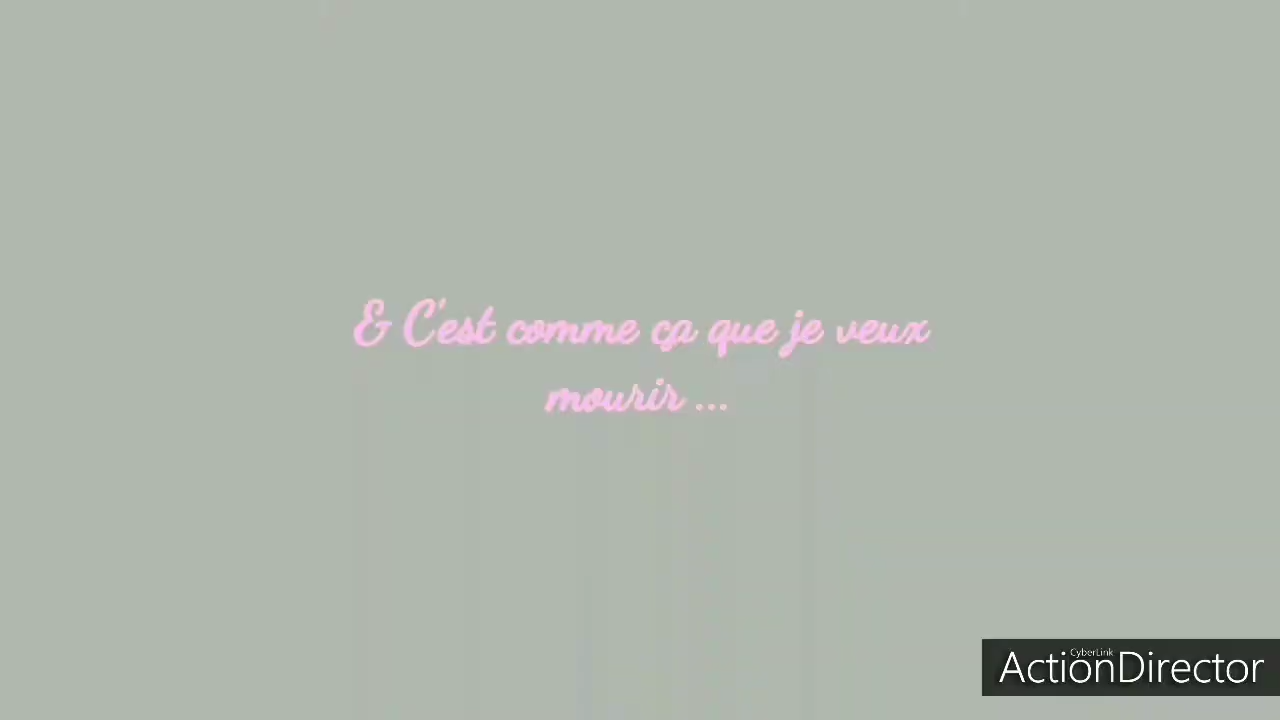 & C'est comme ça que je veux
mourir ...
CyberLink
ActionDirector